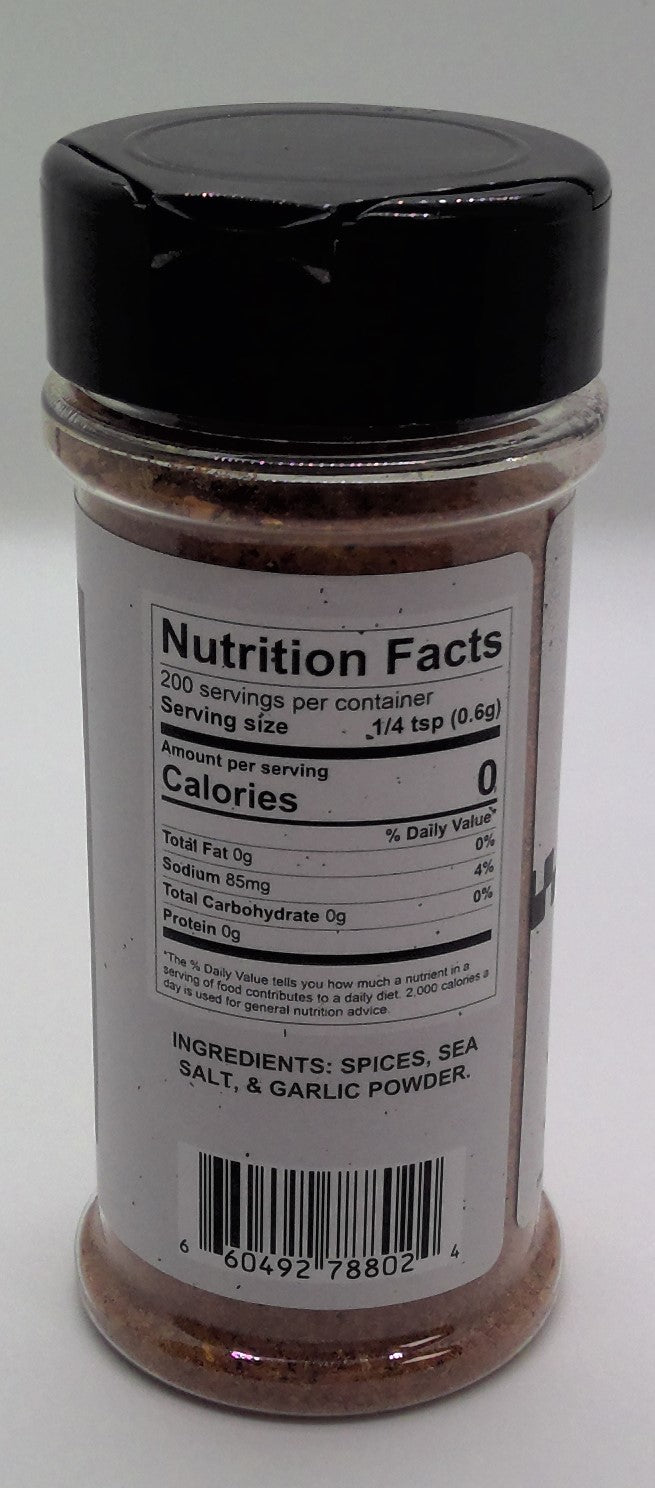 Nutrition Facts
200 servings per container
Serving size 1/4 tsp (0.6g)
Amount per serving
Calories 0
% Daily Value*
Total Fat 0g 0%
Sodium 85mg 4%
Total Carbohydrate 0g 0%
Protein 0g
*The % Daily Value tells you how much a nutrient in a
serving of food contributes to a daily diet. 2,000 calories a
day is used for general nutrition advice.
INGREDIENTS: SPICES, SEA
SALT, & GARLIC POWDER.
6 60492 78802 4